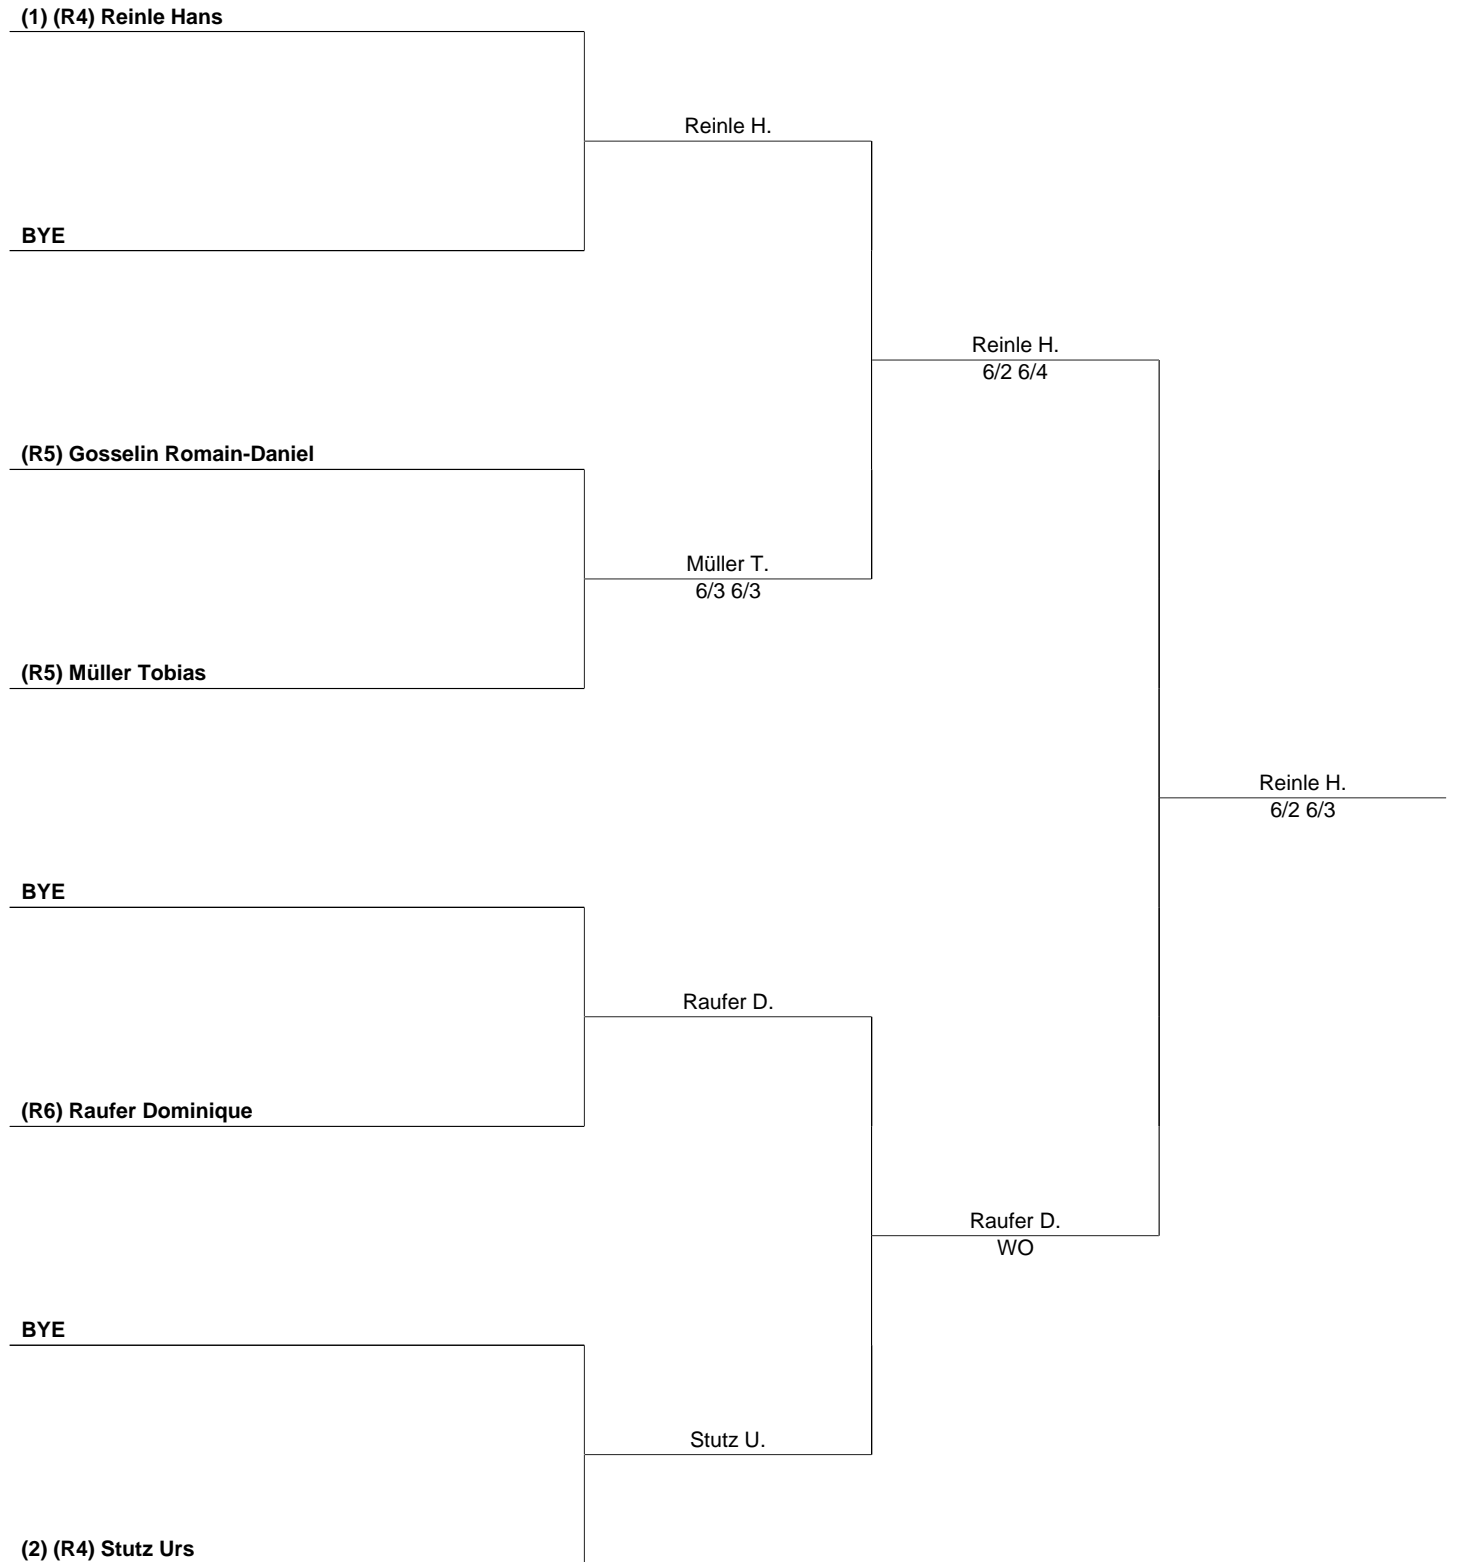 (1) (R4) Reinle Hans
Reinle H.
BYE
Reinle H.
6/2 6/4
(R5) Gosselin Romain-Daniel
Müller T.
6/3 6/3
(R5) Müller Tobias
Reinle H.
6/2 6/3
BYE
Raufer D.
(R6) Raufer Dominique
Raufer D.
WO
BYE
Stutz U.
(2) (R4) Stutz Urs